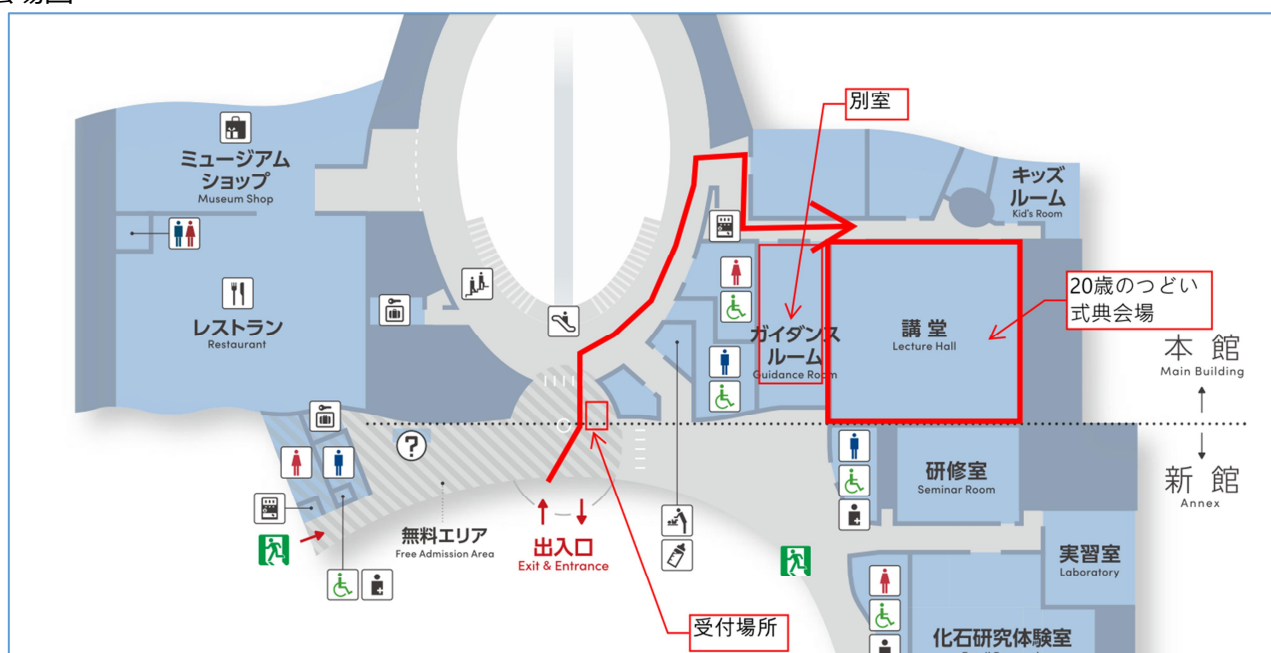 別室
ミュージアム
ショップ
Museum Shop
キッズ
ルーム
Kid's Room
20歳のつどい
式典会場
レストラン
Restaurant
ガイダンス
ルーム
Guidance Room
講堂
Lecture Hall
本館
Main Building
?
研修室
Seminar Room
新館
Annex
無料エリア
Free Admission Area
出入口
Exit & Entrance
実習室
Laboratory
受付場所
化石研究体験室